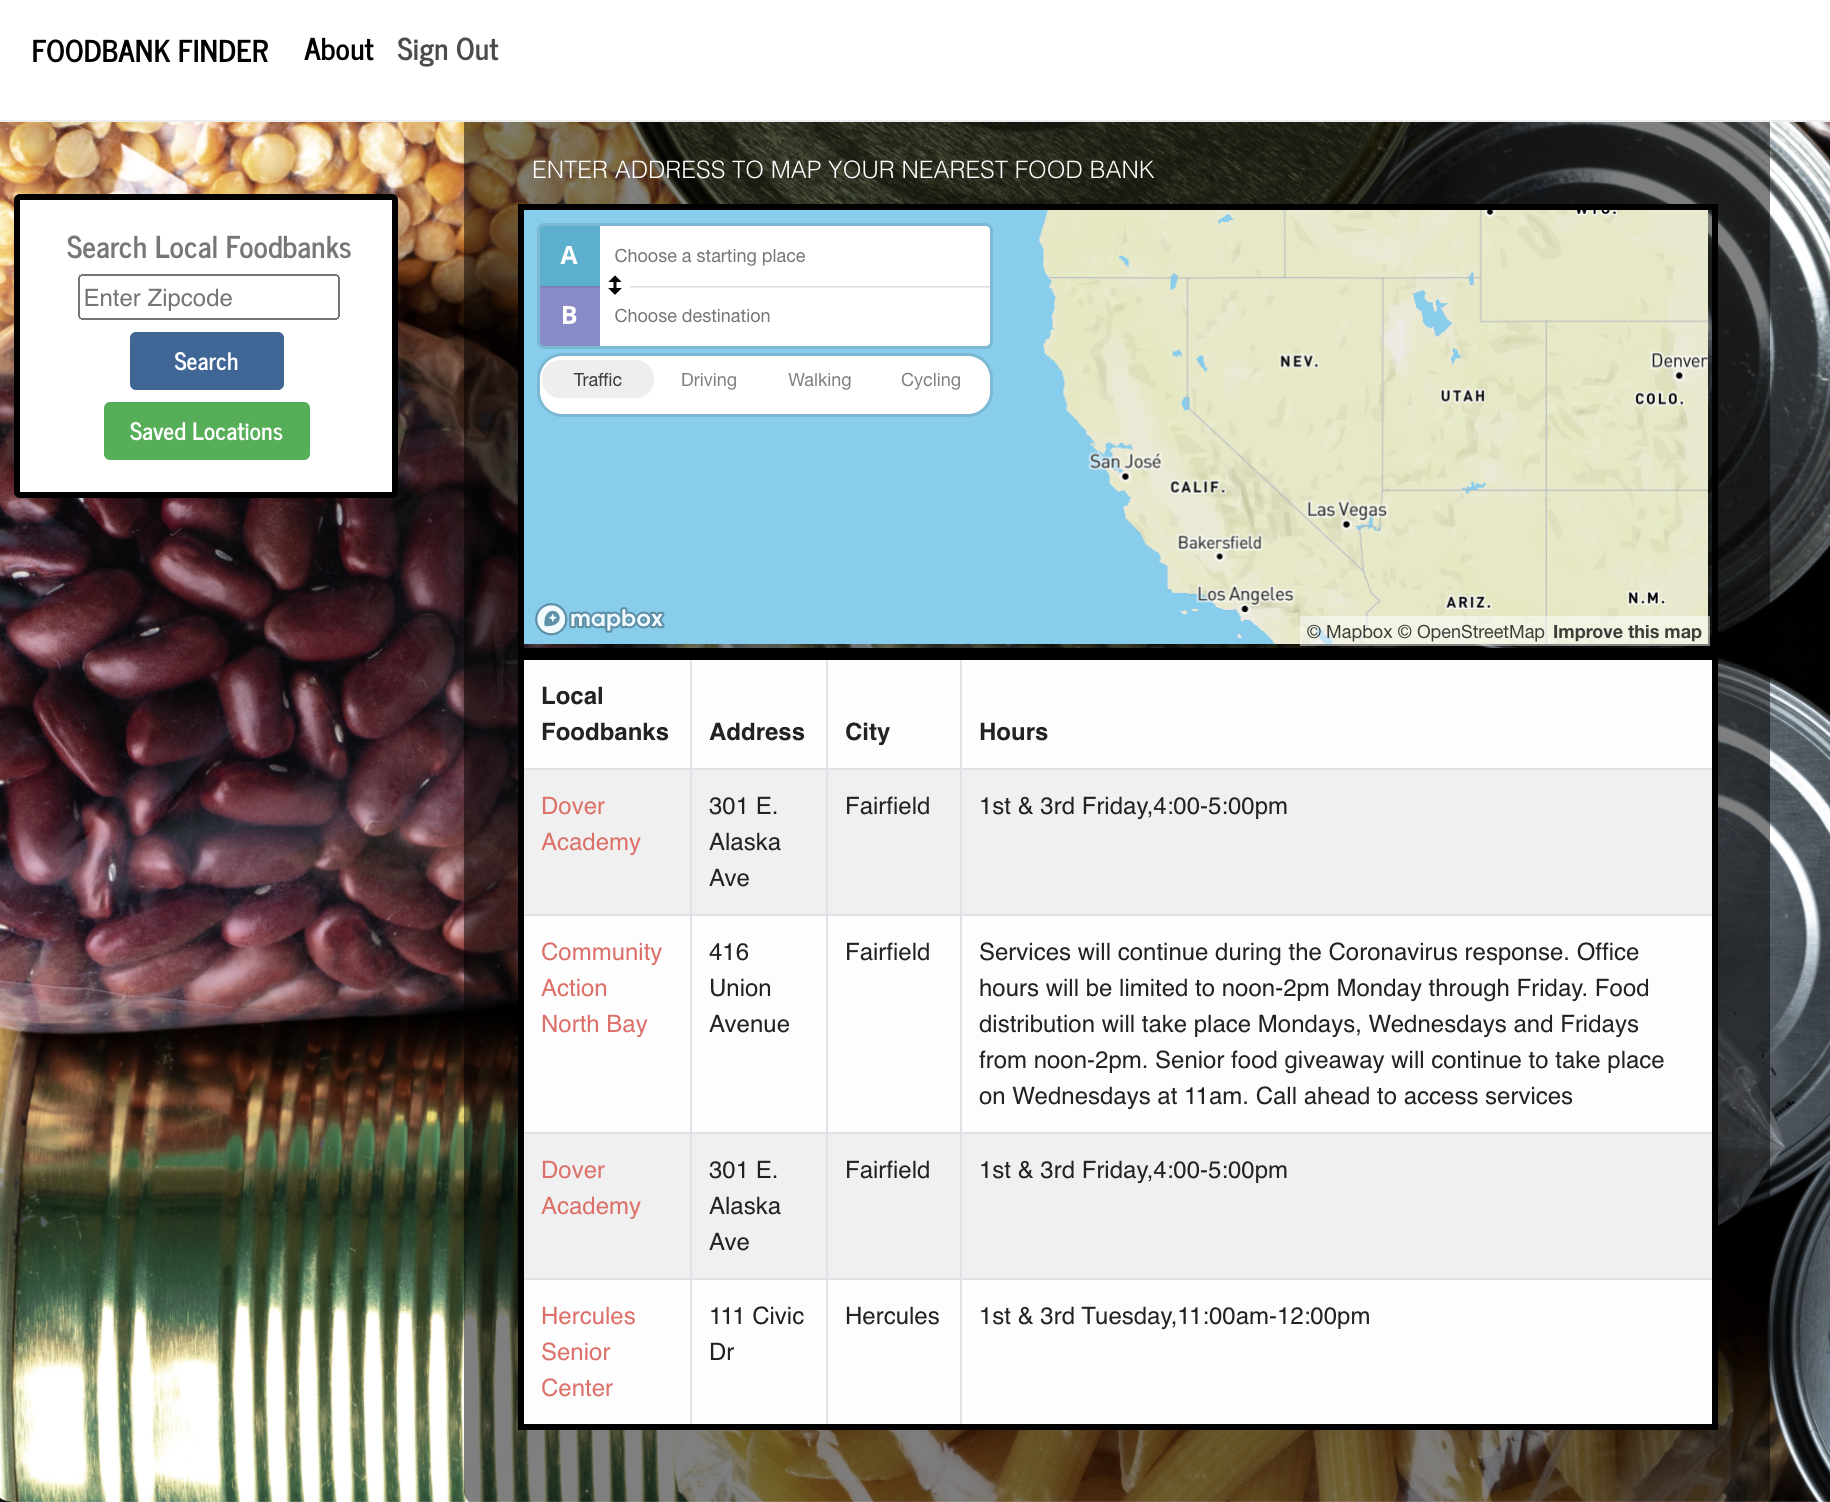 FOODBANK FINDER About Sign Out
Search Local Foodbanks
Enter Zipcode
Search
Saved Locations
ENTER ADDRESS TO MAP YOUR NEAREST FOOD BANK
A Choose a starting place
B Choose destination
Traffic Driving Walking Cycling
WYO.
NEV.
UTAH
Denver
COLO.
San José
CALIF.
Las Vegas
Bakersfield
Los Angeles
ARIZ.
N.M.
mapbox
© Mapbox © OpenStreetMap Improve this map
Local
Foodbanks Address City Hours
Dover
Academy
301 E.
Alaska
Ave
Fairfield
1st & 3rd Friday,4:00-5:00pm
Community
Action
North Bay
416
Union
Avenue
Fairfield
Services will continue during the Coronavirus response. Office
hours will be limited to noon-2pm Monday through Friday. Food
distribution will take place Mondays, Wednesdays and Fridays
from noon-2pm. Senior food giveaway will continue to take place
on Wednesdays at 11am. Call ahead to access services
Dover
Academy
301 E.
Alaska
Ave
Fairfield
1st & 3rd Friday,4:00-5:00pm
Hercules
Senior
Center
111 Civic
Dr
Hercules
1st & 3rd Tuesday,11:00am-12:00pm